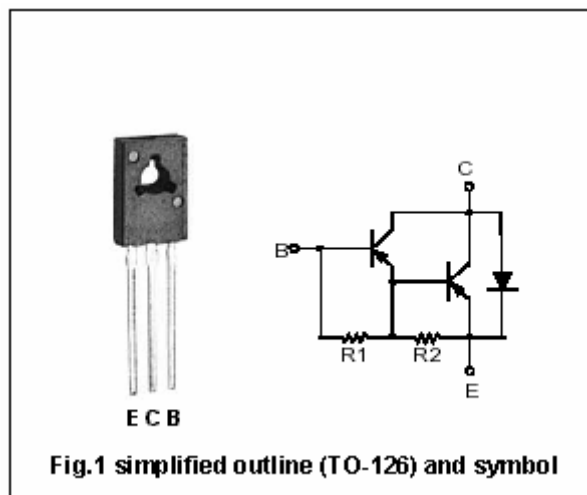 C
B
R1 R2
E
E C B
Fig.1 simplified outline (TO-126) and symbol